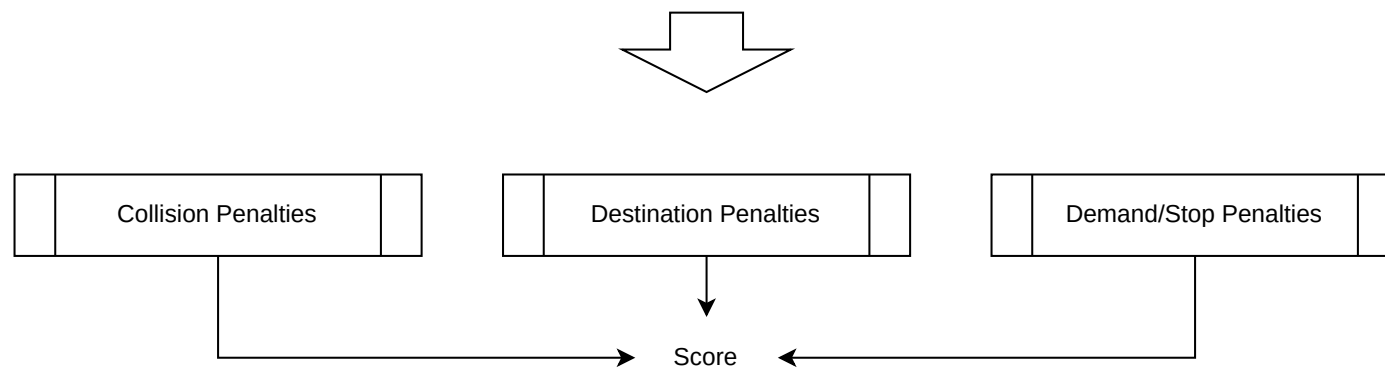 Collision Penalties
Destination Penalties
Demand/Stop Penalties
Score